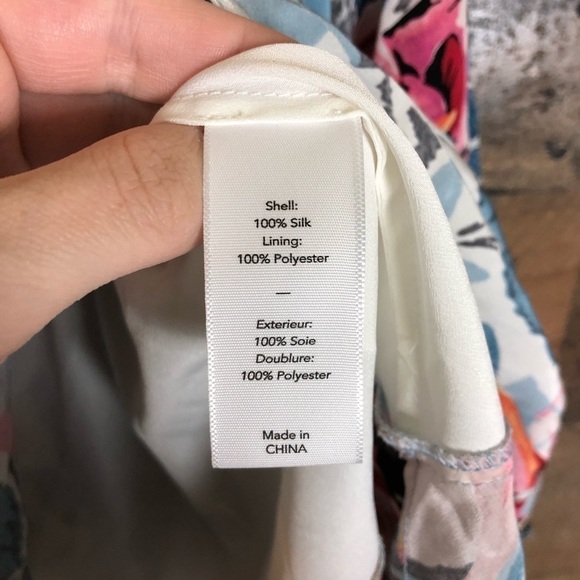 Shell:
100% Silk
Lining:
100% Polyester
—
Exterieur:
100% Soie
Doublure:
100% Polyester
Made in
CHINA